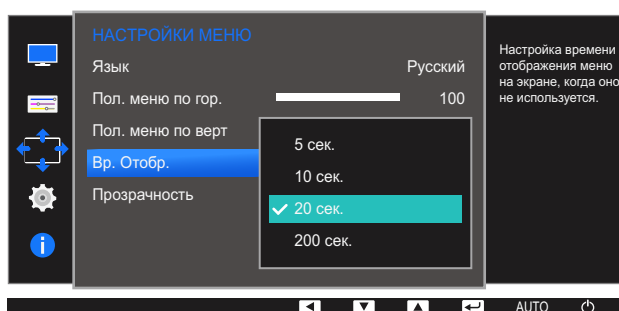 НАСТРОЙКИ МЕНЮ
Язык Русский
Пол. меню по гор. 100
Пол. меню по верт
Вр. Отобр.
Прозрачность
5 сек.
10 сек.
20 сек.
200 сек.
Настройка времени
отображения меню
на экране, когда оно
не используется.
AUTO